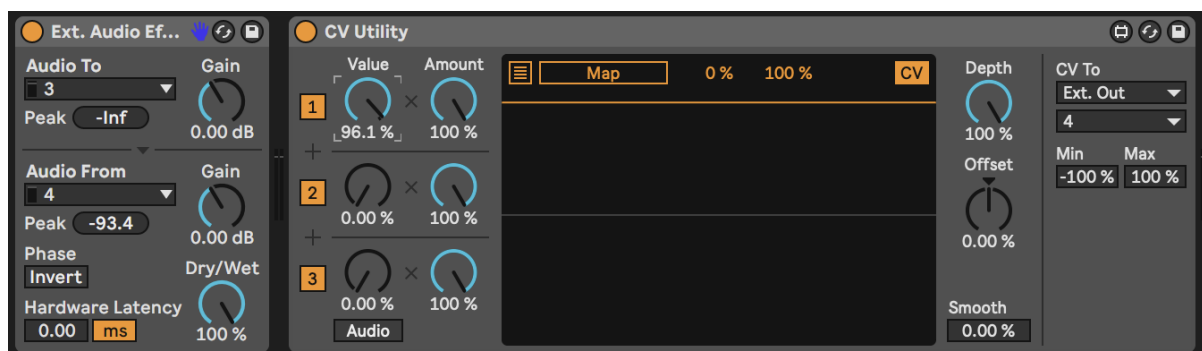 Ext. Audio Ef...
Audio To
Gain
3
Peak -Inf
0.00 dB
Audio From
Gain
4
Peak -93.4
0.00 dB
Phase
Invert
Dry/Wet
Hardware Latency
0.00 ms
100 %
CV Utility
Value Amount
1
96.1 % × 100 %
+
2
0.00 % × 100 %
+
3
0.00 % × 100 %
Audio
Map 0 % 100 % CV
Depth
100 %
Offset
0.00 %
Smooth
0.00 %
CV To
Ext. Out
4
Min Max
-100 % 100 %